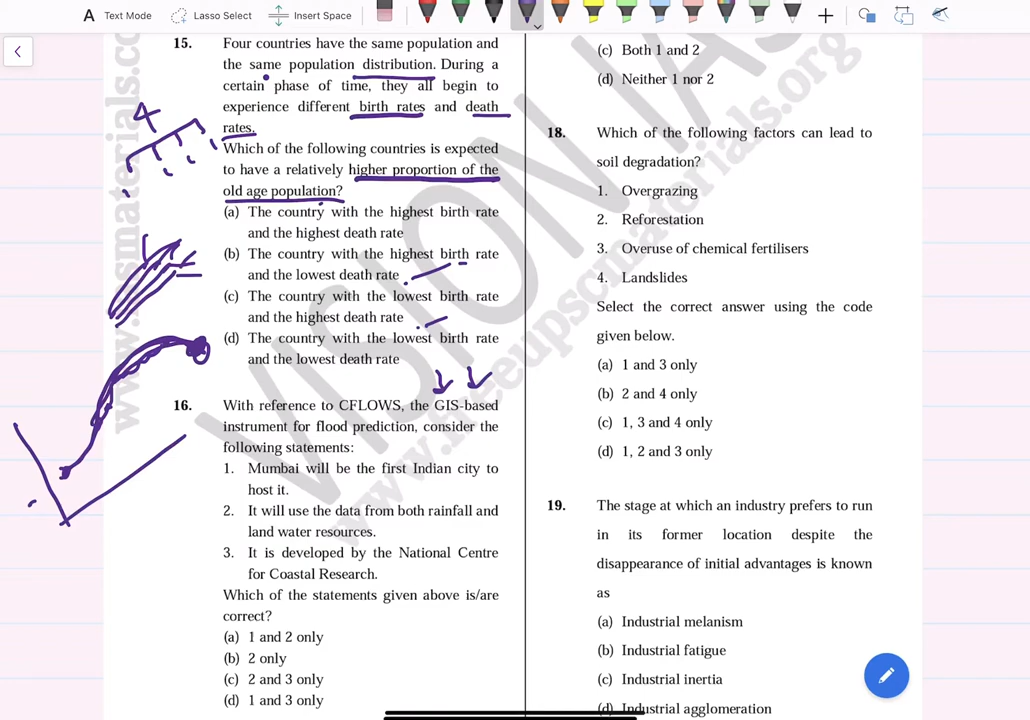 A Text Mode Lasso Select Insert Space
15. Four countries have the same population and
the same population distribution. During a
certain phase of time, they all begin to
experience different birth rates and death
rates.
Which of the following countries is expected
to have a relatively higher proportion of the
old age population?
(a) The country with the highest birth rate
and the highest death rate
(b) The country with the highest birth rate
and the lowest death rate
(c) The country with the lowest birth rate
and the highest death rate
(d) The country with the lowest birth rate
and the lowest death rate
16. With reference to CFLOWS, the GIS-based
instrument for flood prediction, consider the
following statements:
1. Mumbai will be the first Indian city to
host it.
2. It will use the data from both rainfall and
land water resources.
3. It is developed by the National Centre
for Coastal Research.
Which of the statements given above is/are
correct?
(a) 1 and 2 only
(b) 2 only
(c) 2 and 3 only
(d) 1 and 3 only
(c) Both 1 and 2
(d) Neither 1 nor 2
18. Which of the following factors can lead to
soil degradation?
1. Overgrazing
2. Reforestation
3. Overuse of chemical fertilisers
4. Landslides
Select the correct answer using the code
given below.
(a) 1 and 3 only
(b) 2 and 4 only
(c) 1, 3 and 4 only
(d) 1, 2 and 3 only
19. The stage at which an industry prefers to run
in its former location despite the
disappearance of initial advantages is known
as
(a) Industrial melanism
(b) Industrial fatigue
(c) Industrial inertia
(d) Industrial agglomeration
4
VISION IAS
www.freeupscmaterials.org